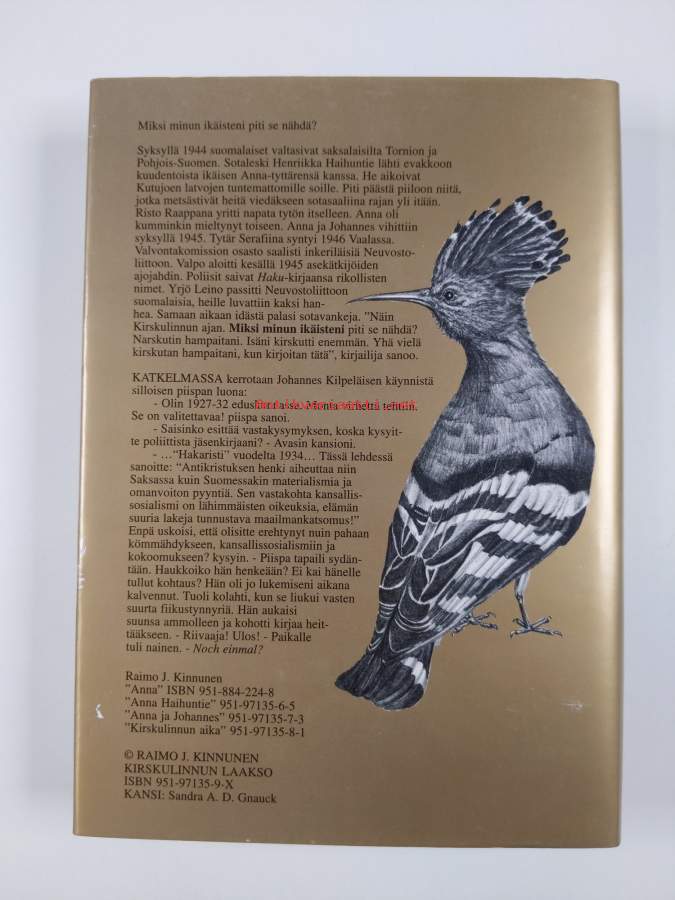 Miksi minun ikäisteni piti se nähdä?
Syksyllä 1944 suomalaiset valtasivat saksalaisilta Tornion ja
Pohjois-Suomen. Sotaleski Henriikka Haihuntie lähti evakkoon
kuudentoista ikäisen Anna-tyttärensä kanssa. He aikoivat
Kutujoen latvojen tuntemattomille soille. Piti päästä piiloon niitä,
jotka metsästivät heitä viedäkseen sotasaaliina rajan yli itään.
Risto Raappana yritti napata tytön itselleen. Anna oli
kumminkin mieltynyt toiseen. Anna ja Johannes vihittiin
syksyllä 1945. Tytär Serafiina syntyi 1946 Vaalassa.
Valvontakomission osasto saalisti inkeriläisiä Neuvosto-
liittoon. Valpo aloitti kesällä 1945 asekätkijöiden
ajojahdin. Poliisit saivat Haku-kirjaansa rikollisten
nimet. Yrjö Leino passitti Neuvostoliittoon
suomalaisia, heille luvattiin kaksi han-
hea. Samaan aikaan idästä palasi sotavankeja. ”Näin
Kirskulinnun ajan. Miksi minun ikäisteni piti se nähdä?
Narskutin hampaitani. Isäni kirskutti enemmän. Yhä vielä
kirskutan hampaitani, kun kirjoitan tätä”, kirjailija sanoo.
KATKELMASSA kerrotaan Johannes Kilpeläisen käynnistä
silloisen piispan luona:
- Olin 1927-32 eduskunnasse. Monta virhettä tehtiin.
Se on valitettavaa! piispa sanoi.
- Saisinko esittää vastakysymyksen, koska kysyit-
te poliittista jäsenkirjaani? - Avasin kansioni.
- …“Hakaristi” vuodelta 1934… Tässä lehdessä
sanoitte: “Antikristuksen henki aiheuttaa niin
Saksassa kuin Suomessakin materialismia ja
omanvoiton pyyntiä. Sen vastakohta kansallis-
sosialismi on lähimmäisten oikeuksia, elämän
suuria lakeja tunnustava maailmankatsomus!”
Enpä uskoisi, että olisitte erehtynyt nuin pahaan
kömmähdykseen, kansallissosialismiin ja
kokoomukseen? kysyin. - Piispa tapaili sydän-
tään. Haukkoiko hän henkeään? Ei kai hänelle
tullut kohtaus? Hän oli jo lukemiseni aikana
kalvennut. Tuoli kolahti, kun se liukui vasten
suurta fiikustynnyriä. Hän aukaisi
suunsa ammolleen ja kohotti kirjaa heit-
tääkseen. - Riivaaja! Ulos! - Paikalle
tuli nainen. - Noch einmal?
Raimo J. Kinnunen
”Anna” ISBN 951-884-224-8
”Anna Haihuntie” 951-97135-6-5
”Anna ja Johannes” 951-97135-7-3
”Kirskulinnun aika” 951-97135-8-1
© RAIMO J. KINNUNEN
KIRSKULINNUN LAAKSO
ISBN 951-97135-9-X
KANSI: Sandra A. D. Gnauck